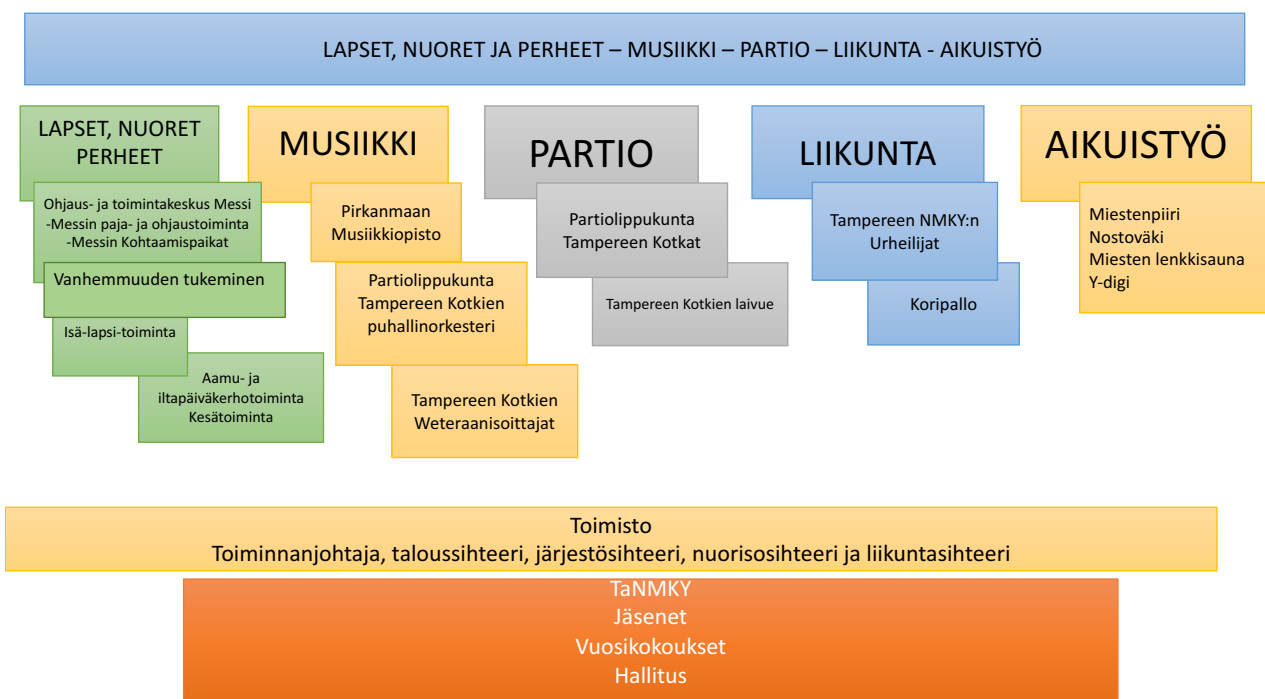 LAPSET, NUORET JA PERHEET – MUSIIKKI – PARTIO – LIIKUNTA - AIKUISTYÖ
LAPSET, NUORET
PERHEET
Ohjaus- ja toimintakeskus Messi
-Messin paja- ja ohjaustoiminta
-Messin Kohtaamispaikat
Vanhemmuuden tukeminen
Isä-lapsi-toiminta
Aamu- ja
iltapäiväkerhotoiminta
Kesätoiminta
MUSIIKKI
Pirkanmaan
Musiikkiopisto
Partiolippukunta
Tampereen Kotkien
puhallinorkesteri
Tampereen Kotkien
Weteraanisoittajat
PARTIO
Partiolippukunta
Tampereen Kotkat
Tampereen Kotkien laivue
LIIKUNTA
Tampereen NMKY:n
Urheilijat
Koripallo
AIKUISTYÖ
Miestenpiiri
Nostoväki
Miesten lenkkisauna
Y-digi
Toimisto
Toiminnanjohtaja, taloussihteeri, järjestösihteeri, nuorisosihteeri ja liikuntasihteeri
TaNMKY
Jäsenet
Vuosikokoukset
Hallitus